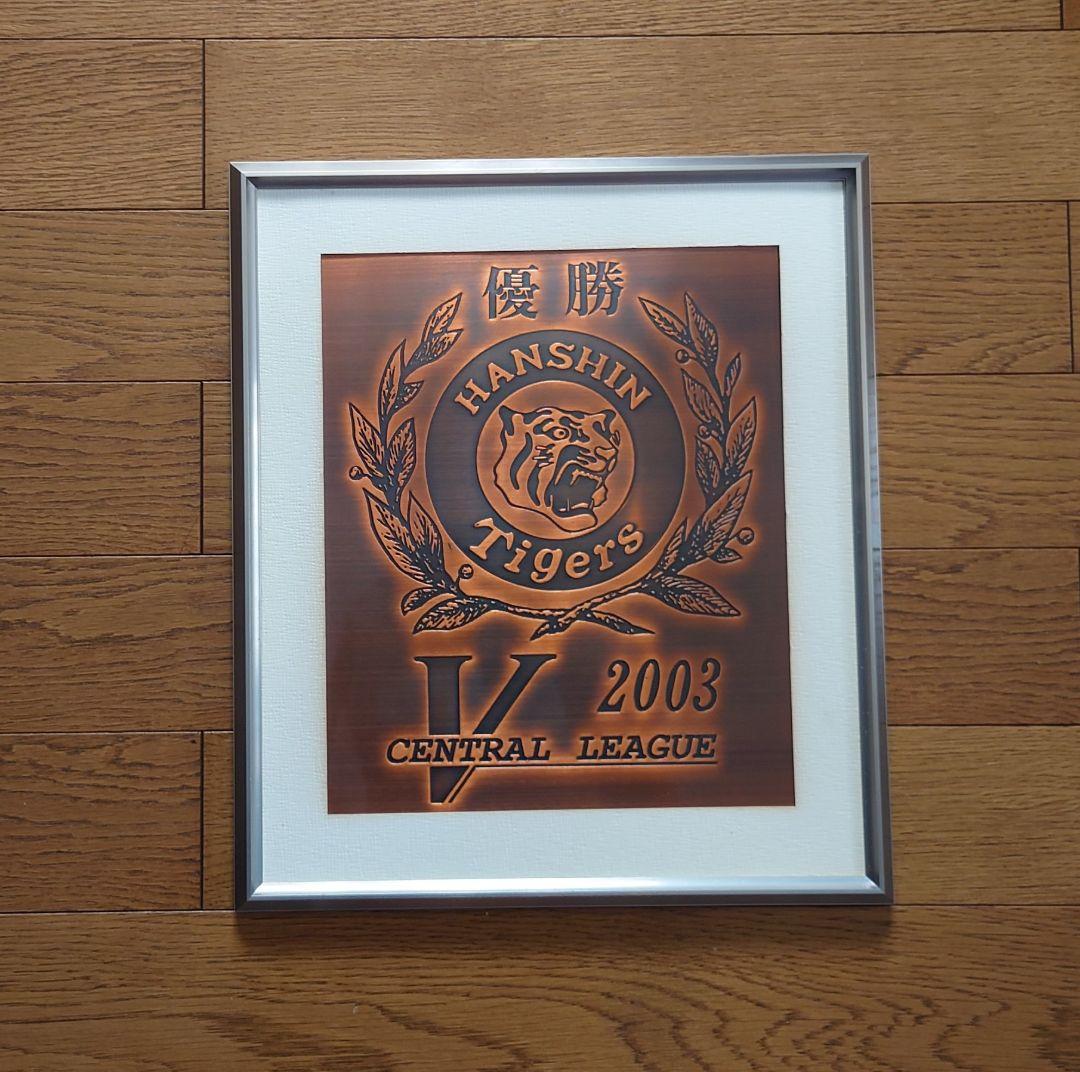 優勝
HANSHIN
Tigers
V 2003
CENTRAL LEAGUE